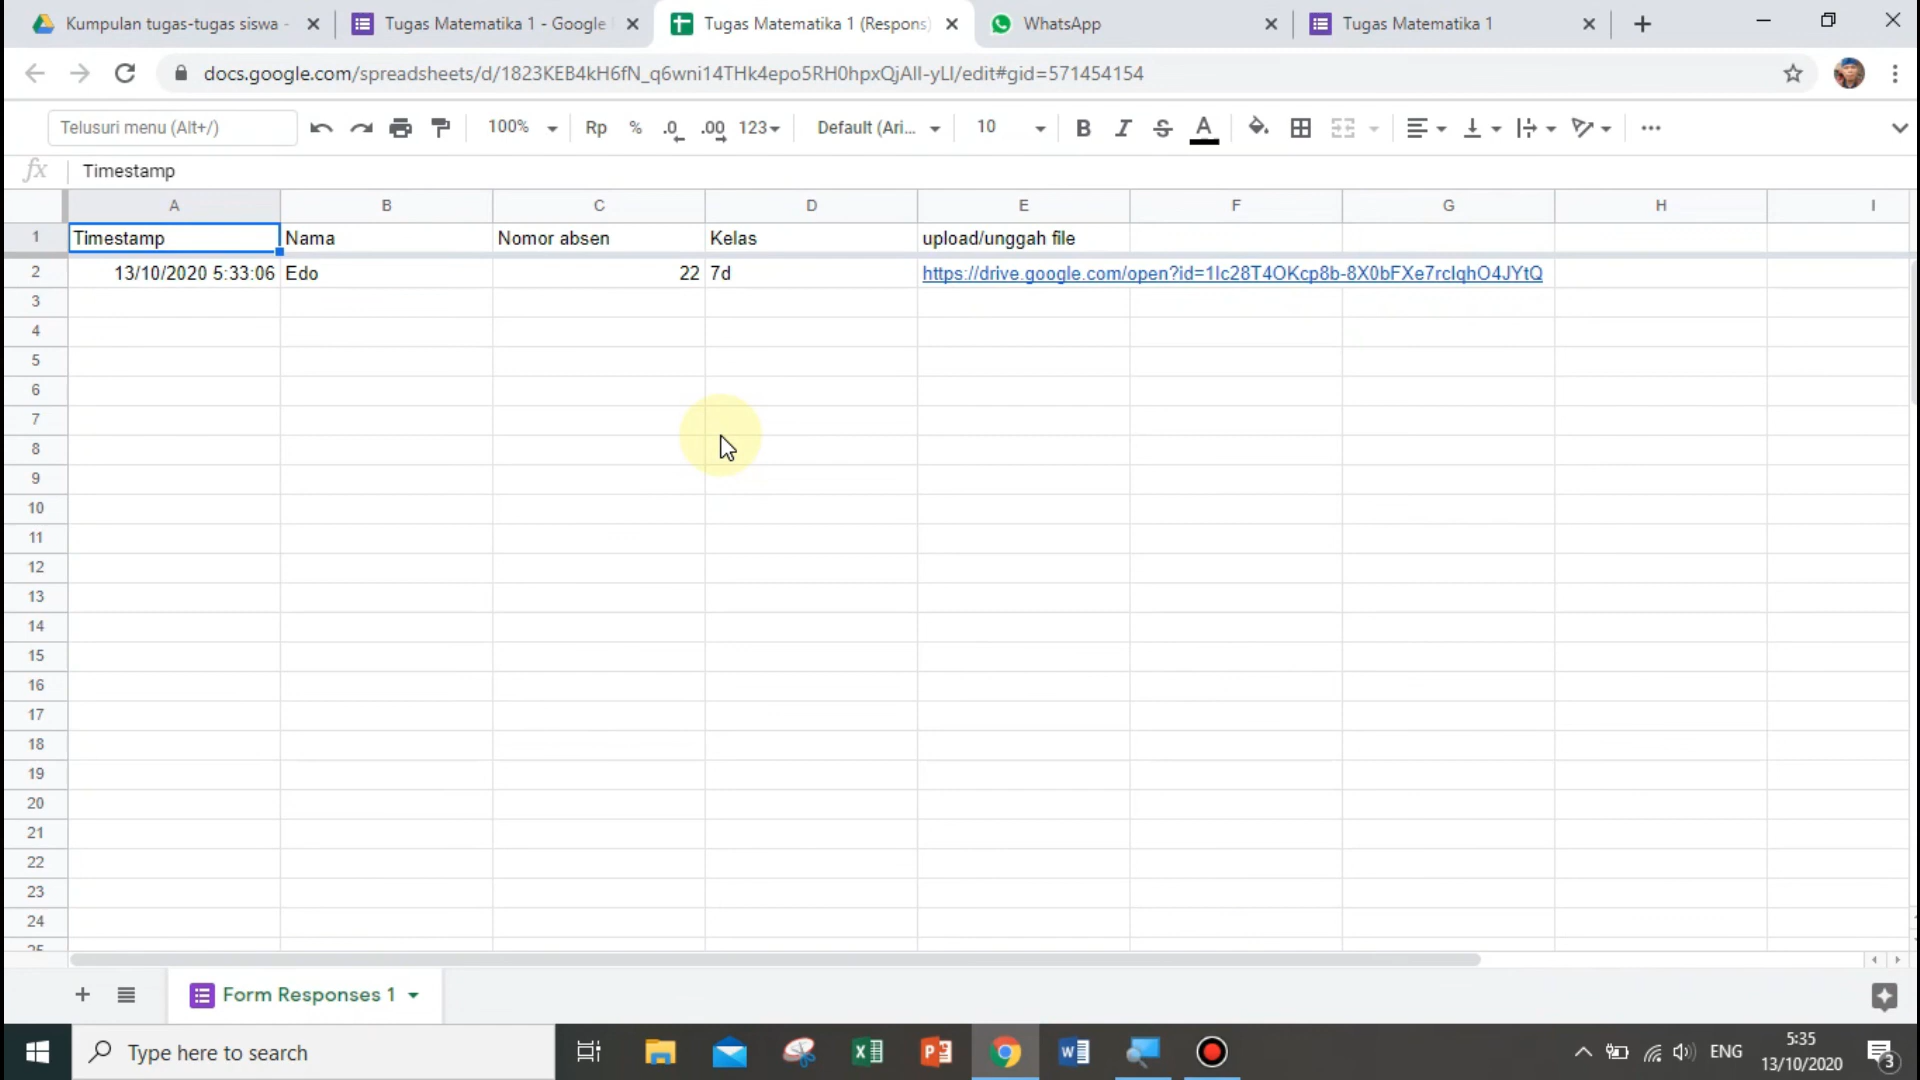 Kumpulan tugas-tugas siswa -
Tugas Matematika 1 - Google
Tugas Matematika 1 (Respons)
WhatsApp
Tugas Matematika 1
docs.google.com/spreadsheets/d/1823KEB4kH6fN_q6wni14THk4epo5RH0hpxQjAlI-yLI/edit#gid=571454154
Telusuri menu (Alt+/)
100%
Rp % .0 .00 123
Default (Ari...
10
B I S A
fx Timestamp
A B C D E F G H I
1 Timestamp Nama Nomor absen Kelas upload/unggah file
2 13/10/2020 5:33:06 Edo 22 7d https://drive.google.com/open?id=1Ic28T4OKcp8b-8X0bFXe7rcIqhO4JYtQ
3
4
5
6
7
8
9
10
11
12
13
14
15
16
17
18
19
20
21
22
23
24
25
Form Responses 1
Type here to search
ENG
5:35
13/10/2020
3